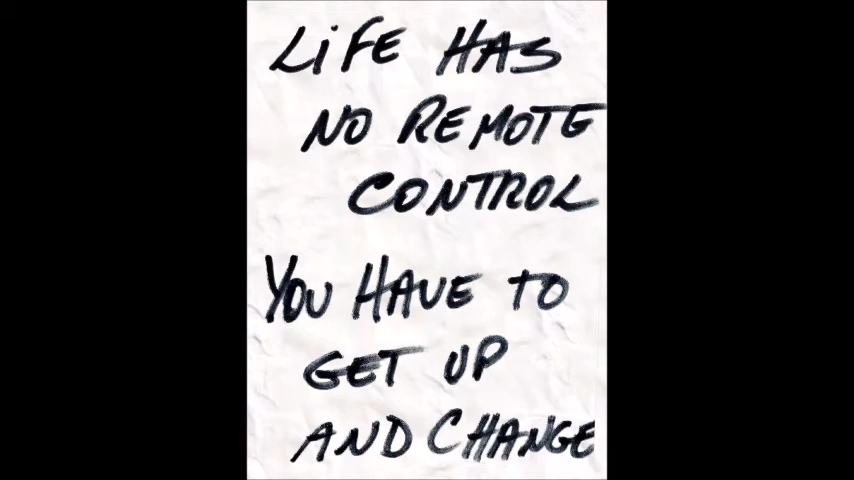 LiFE HAS
NO REMOTE
CONTROL
YOU HAVE TO
GET UP
AND CHANGE